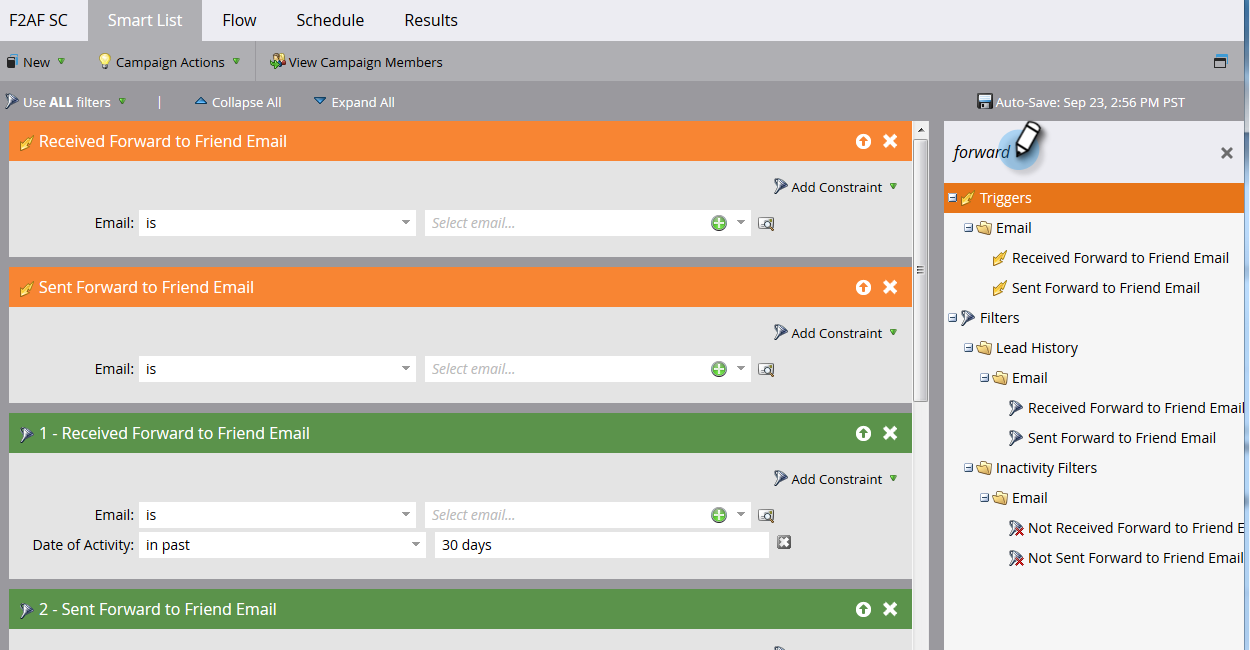 F2AF SC Smart List Flow Schedule Results
New Campaign Actions View Campaign Members
Use ALL filters | Collapse All Expand All Auto-Save: Sep 23, 2:56 PM PST
Received Forward to Friend Email
Add Constraint
Email: is Select email...
Sent Forward to Friend Email
Add Constraint
Email: is Select email...
1 - Received Forward to Friend Email
Add Constraint
Email: is Select email...
Date of Activity: in past 30 days
2 - Sent Forward to Friend Email
forward
Triggers
Email
Received Forward to Friend Email
Sent Forward to Friend Email
Filters
Lead History
Email
Received Forward to Friend Email
Sent Forward to Friend Email
Inactivity Filters
Email
Not Received Forward to Friend E
Not Sent Forward to Friend Email